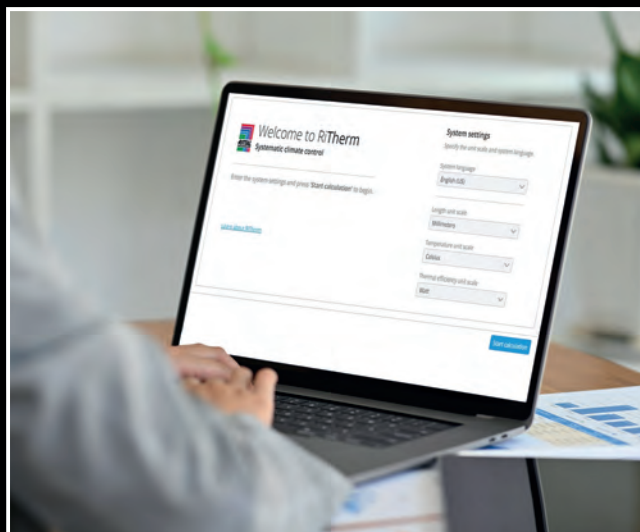 Welcome to RiTherm
Systematic climate control
Enter the system settings and press 'Start calculation' to begin.
Learn about RiTherm
System settings
Specify the unit scale and system language.
System language
English (US)
Length unit scale
Millimeters
Temperature unit scale
Celsius
Thermal efficiency unit scale
Watt
Start calculation